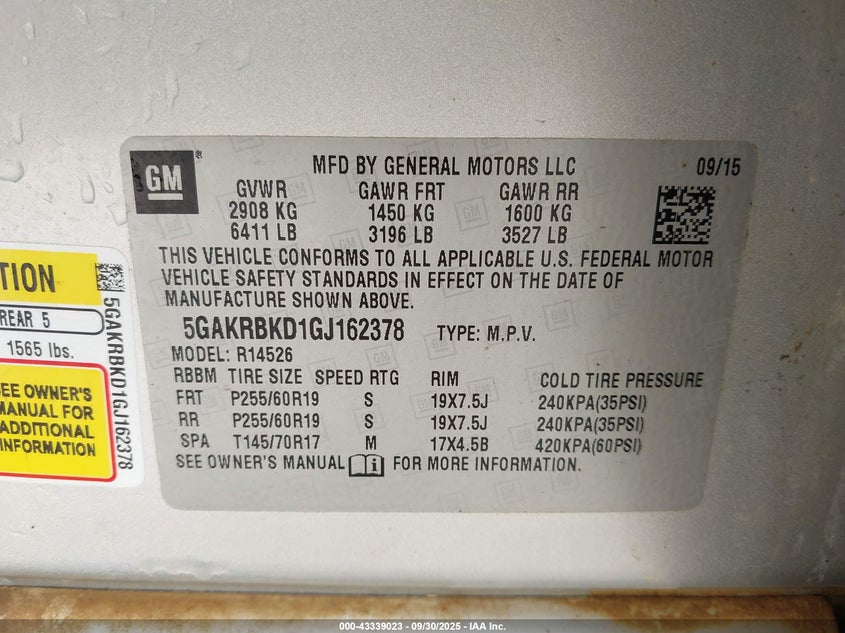 GM
MFD BY GENERAL MOTORS LLC 09/15
GVWR GAWR FRT GAWR RR
2908 KG 1450 KG 1600 KG
6411 LB 3196 LB 3527 LB
THIS VEHICLE CONFORMS TO ALL APPLICABLE U.S. FEDERAL MOTOR
VEHICLE SAFETY STANDARDS IN EFFECT ON THE DATE OF
MANUFACTURE SHOWN ABOVE.
5GAKRBKD1GJ162378 TYPE: M.P.V.
MODEL: R14526
RBBM TIRE SIZE SPEED RTG RIM COLD TIRE PRESSURE
FRT P255/60R19 S 19X7.5J 240KPA(35PSI)
RR P255/60R19 S 19X7.5J 240KPA(35PSI)
SPA T145/70R17 M 17X4.5B 420KPA(60PSI)
SEE OWNER'S MANUAL FOR MORE INFORMATION.
TION
REAR 5
1565 lbs.
SEE OWNER'S
MANUAL FOR
ADDITIONAL
INFORMATION
5GAKRBKD1GJ162378
000-43339023 - 09/30/2025 - IAA Inc.